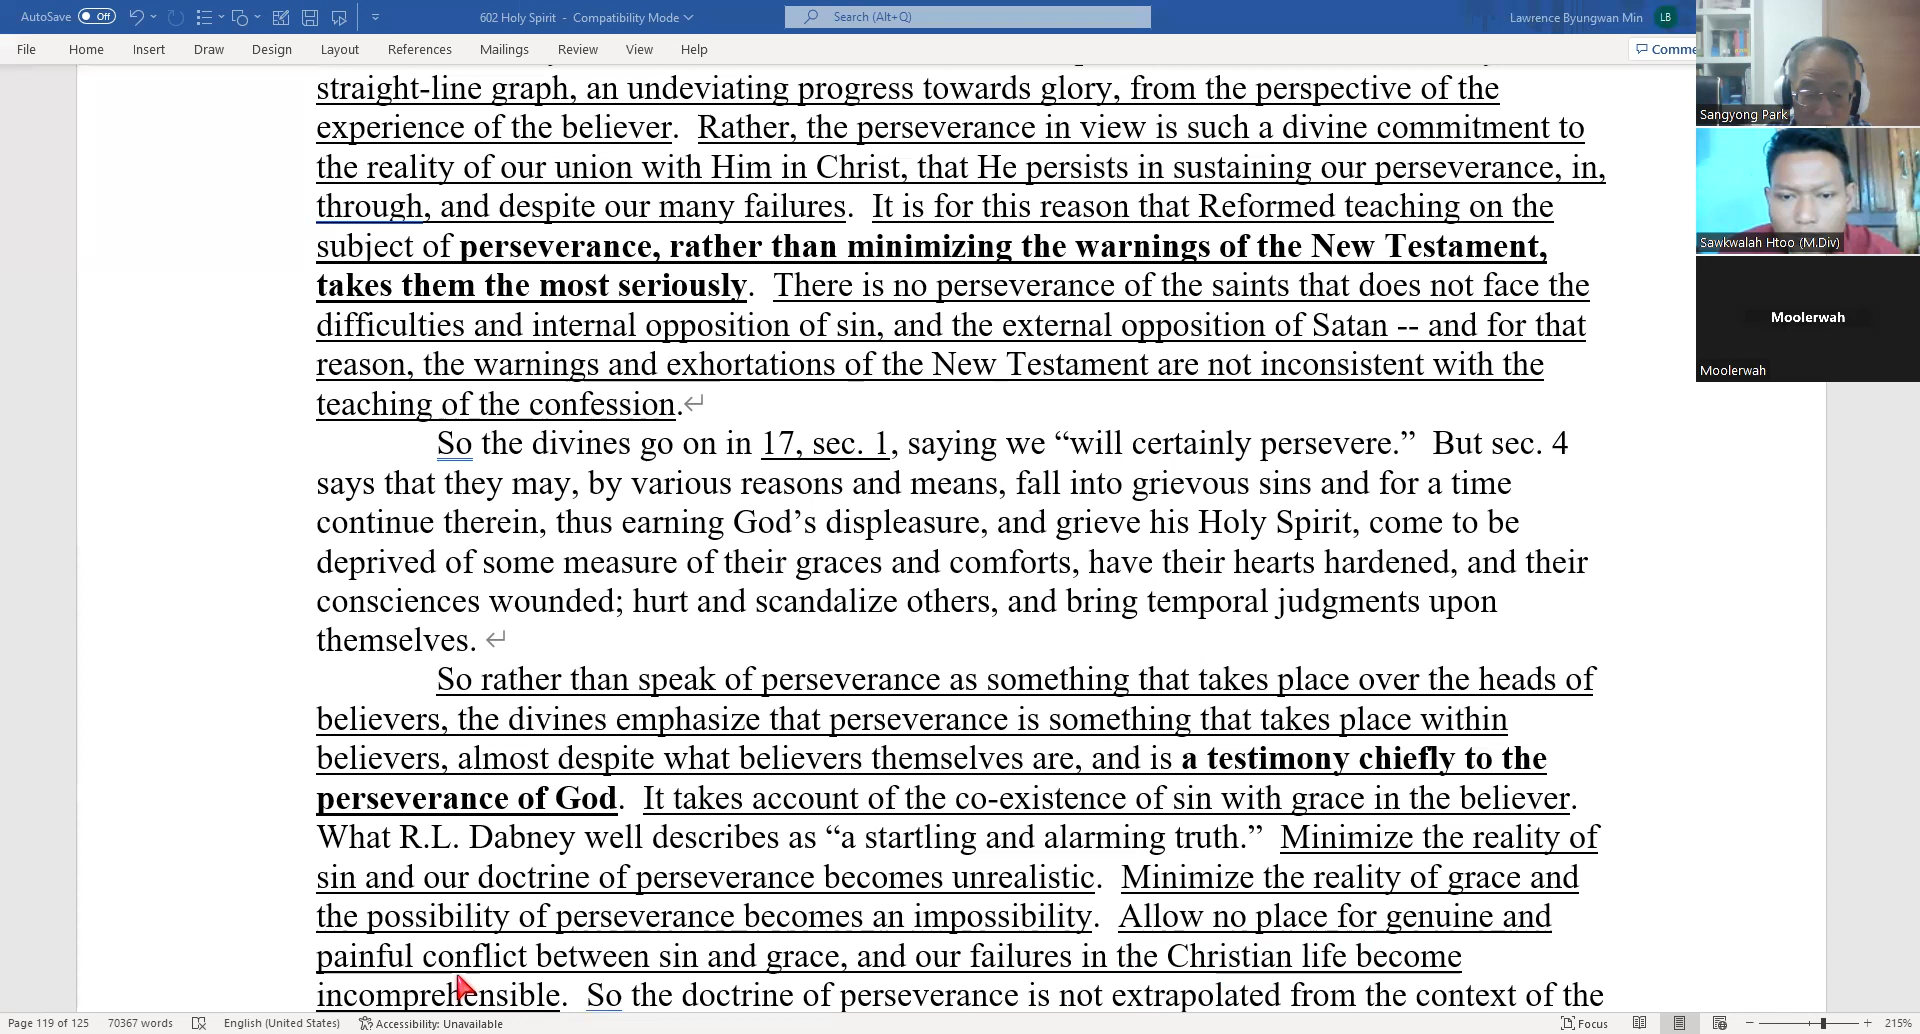 AutoSave Off 602 Holy Spirit - Compatibility Mode Search (Alt+Q) Lawrence Byungwan Min LB
File Home Insert Draw Design Layout References Mailings Review View Help Comme
straight-line graph, an undeviating progress towards glory, from the perspective of the
experience of the believer. Rather, the perseverance in view is such a divine commitment to
the reality of our union with Him in Christ, that He persists in sustaining our perseverance, in,
through, and despite our many failures. It is for this reason that Reformed teaching on the
subject of perseverance, rather than minimizing the warnings of the New Testament,
takes them the most seriously. There is no perseverance of the saints that does not face the
difficulties and internal opposition of sin, and the external opposition of Satan -- and for that
reason, the warnings and exhortations of the New Testament are not inconsistent with the
teaching of the confession.
So the divines go on in 17, sec. 1, saying we “will certainly persevere.” But sec. 4
says that they may, by various reasons and means, fall into grievous sins and for a time
continue therein, thus earning God’s displeasure, and grieve his Holy Spirit, come to be
deprived of some measure of their graces and comforts, have their hearts hardened, and their
consciences wounded; hurt and scandalize others, and bring temporal judgments upon
themselves.
So rather than speak of perseverance as something that takes place over the heads of
believers, the divines emphasize that perseverance is something that takes place within
believers, almost despite what believers themselves are, and is a testimony chiefly to the
perseverance of God. It takes account of the co-existence of sin with grace in the believer.
What R.L. Dabney well describes as “a startling and alarming truth.” Minimize the reality of
sin and our doctrine of perseverance becomes unrealistic. Minimize the reality of grace and
the possibility of perseverance becomes an impossibility. Allow no place for genuine and
painful conflict between sin and grace, and our failures in the Christian life become
incomprehensible. So the doctrine of perseverance is not extrapolated from the context of the
Page 119 of 125 70367 words English (United States) Accessibility: Unavailable Focus 215%
Sangyong Park
Sawkwalah Htoo (M.Div)
Moolerwah
Moolerwah